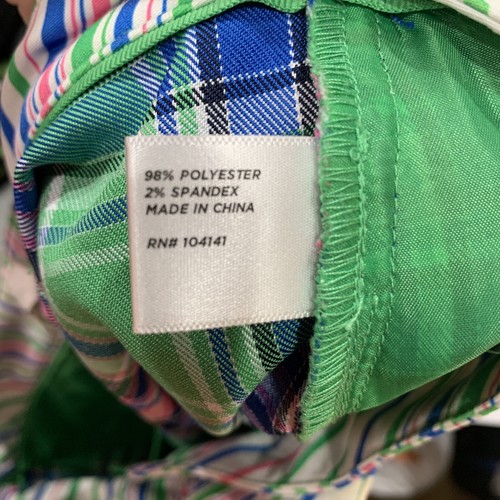 98% POLYESTER
2% SPANDEX
MADE IN CHINA
RN# 104141